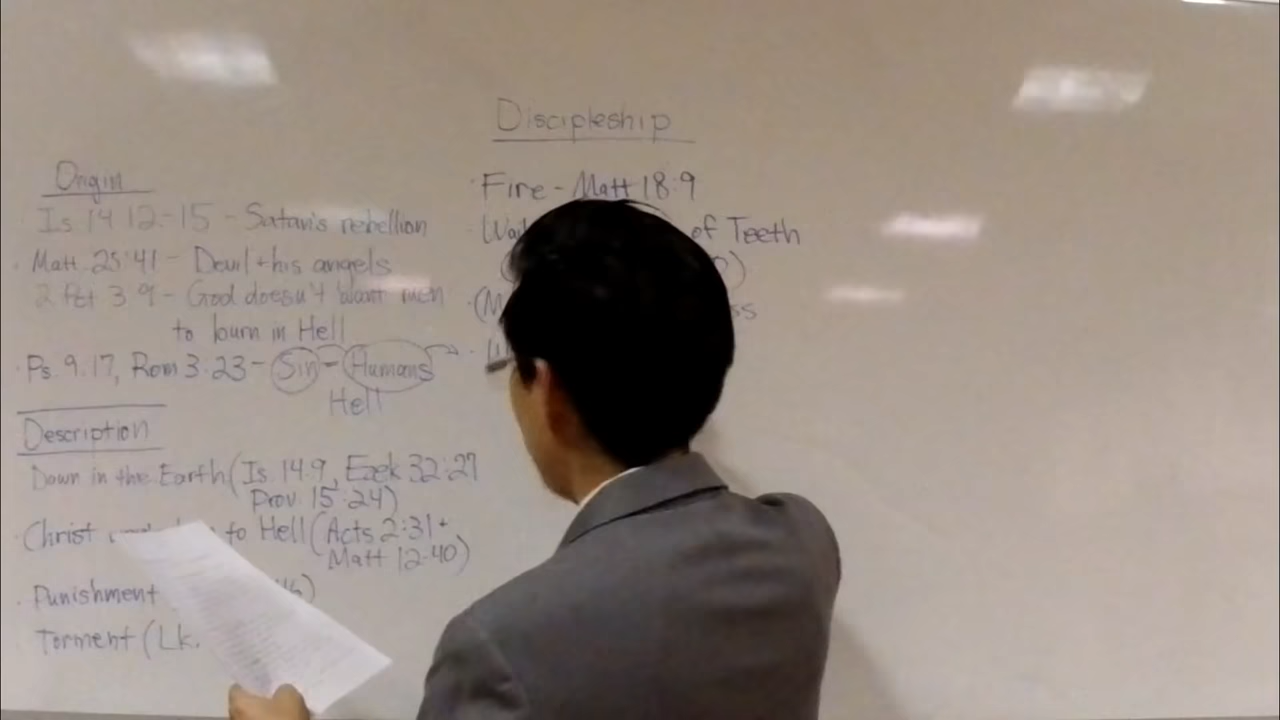 Discipleship
Origin
Is. 14 12-15 - Satan's rebellion
Matt. 25:41 - Devil + his angels
2 Pet 3 9 - God doesn't want men
to burn in Hell
Ps. 9:17, Rom 3:23 - Sin - Humans
Hell
Description
Down in the Earth (Is. 14:9, Ezek 32:27
Prov. 15:24)
Christ to Hell (Acts 2:31 +
Matt 12:40)
Punishment
Torment (Lk.
Fire - Matt 18:9
of Teeth